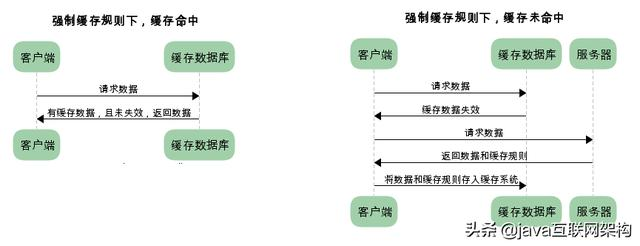 强制缓存规则下，缓存命中
客户端
缓存数据库
请求数据
有缓存数据，且未失效，返回数据
客户端
缓存数据库
强制缓存规则下，缓存未命中
客户端
缓存数据库
服务器
请求数据
缓存数据失效
请求数据
返回数据和缓存规则
将数据和缓存规则存入缓存系统
客户端
缓存数据库
服务器
头条 @java互联网架构